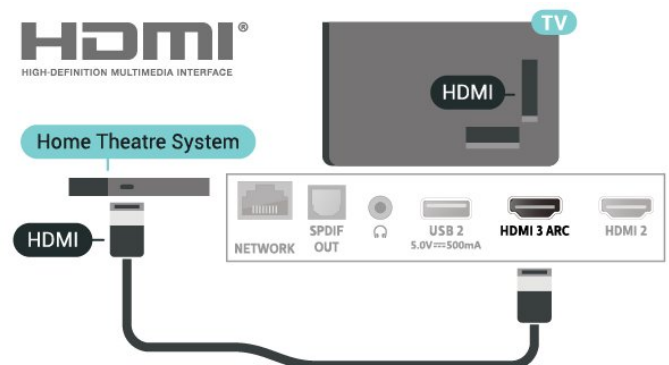 HDMI®
HIGH-DEFINITION MULTIMEDIA INTERFACE
TV
HDMI
Home Theatre System
HDMI
NETWORK
SPDIF
OUT
USB 2
5.0V⎓500mA
HDMI 3 ARC
HDMI 2